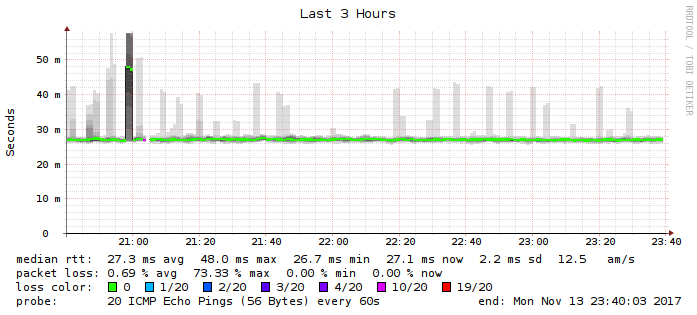 Last 3 Hours
RRDTOOL / TOBI OETIKER
Seconds
50 m
40 m
30 m
20 m
10 m
0
21:00 21:20 21:40 22:00 22:20 22:40 23:00 23:20 23:40
median rtt: 27.3 ms avg 48.0 ms max 26.7 ms min 27.1 ms now 2.2 ms sd 12.5 am/s
packet loss: 0.69 % avg 73.33 % max 0.00 % min 0.00 % now
loss color: 0 1/20 2/20 3/20 4/20 10/20 19/20
probe: 20 ICMP Echo Pings (56 Bytes) every 60s end: Mon Nov 13 23:40:03 2017